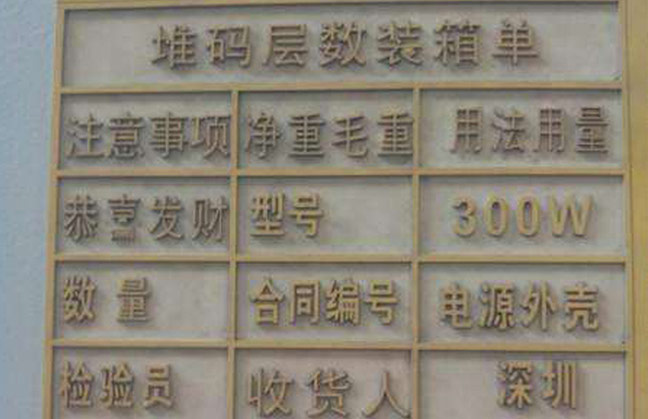 堆码层数装箱单
注意事项 净重毛重 用法用量
恭喜发财 型号 300W
数量 合同编号 电源外壳
检验员 收货人 深圳